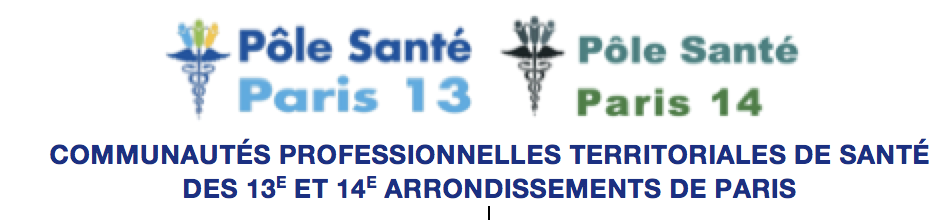 Pôle Santé
Paris 13
Pôle Santé
Paris 14
COMMUNAUTÉS PROFESSIONNELLES TERRITORIALES DE SANTÉ
DES 13E ET 14E ARRONDISSEMENTS DE PARIS